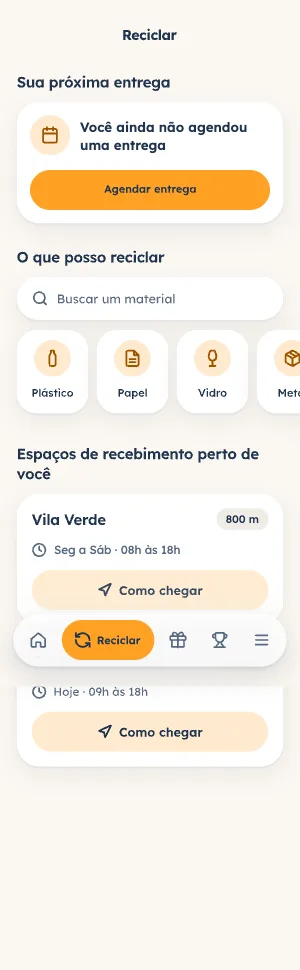 Reciclar
Sua próxima entrega
Você ainda não agendou
uma entrega
Agendar entrega
O que posso reciclar
Buscar um material
Plástico
Papel
Vidro
Espaços de recebimento perto de
você
Vila Verde
800 m
Seg a Sáb · 08h às 18h
Como chegar
Reciclar
Hoje · 09h às 18h
Como chegar